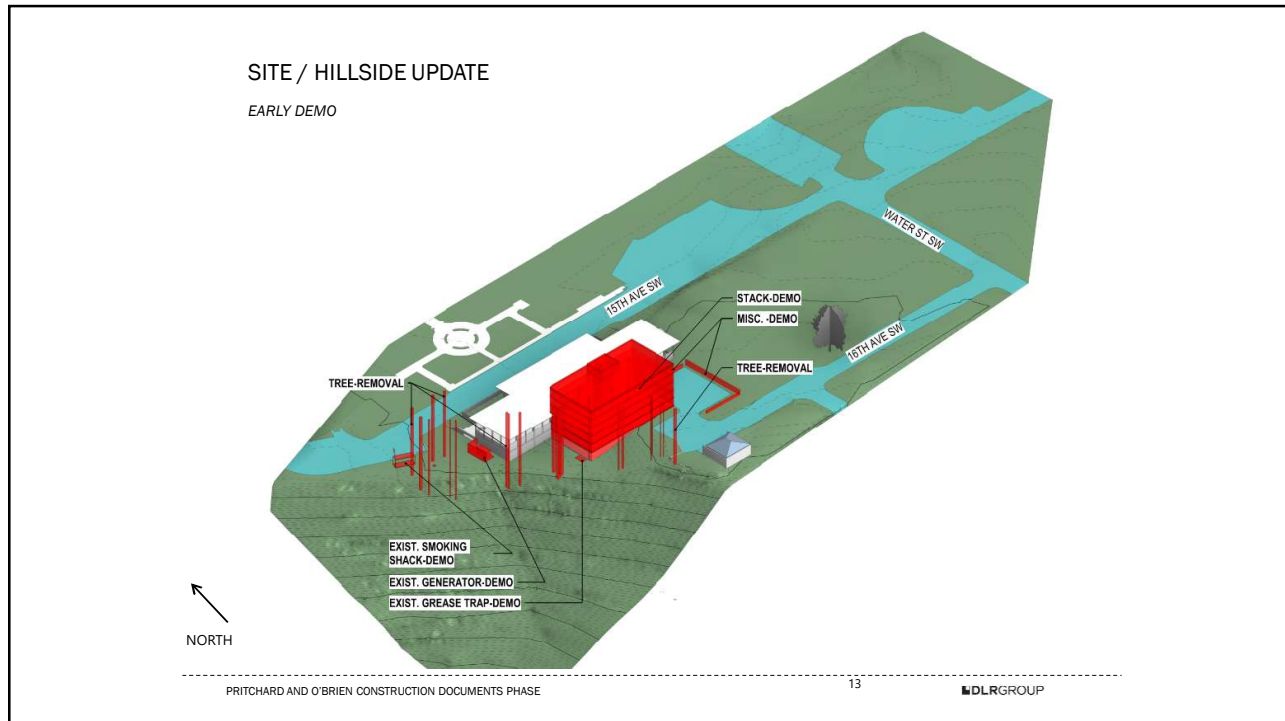 SITE / HILLSIDE UPDATE
EARLY DEMO
WATER ST SW
15TH AVE SW
STACK-DEMO
MISC. -DEMO
16TH AVE SW
TREE-REMOVAL
TREE-REMOVAL
EXIST. SMOKING
SHACK-DEMO
EXIST. GENERATOR-DEMO
EXIST. GREASE TRAP-DEMO
NORTH
PRITCHARD AND O'BRIEN CONSTRUCTION DOCUMENTS PHASE
13
DLRGROUP